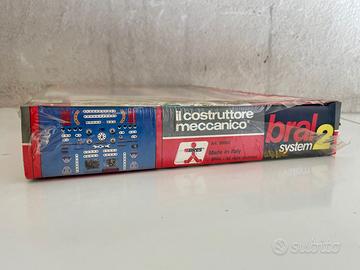 il costruttore
meccanico
bral
system 2
Made in Italy
subito